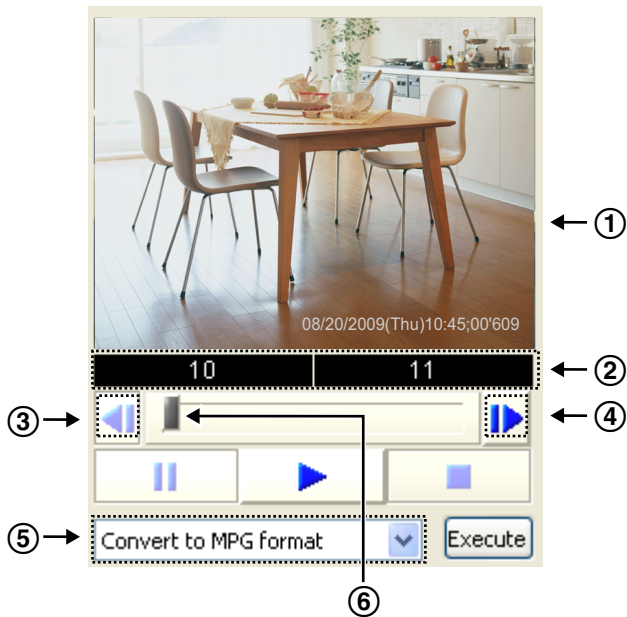 ①
08/20/2009(Thu)10:45;00'609
10 11 ②
③ ④
⑤ Convert to MPG format Execute
⑥